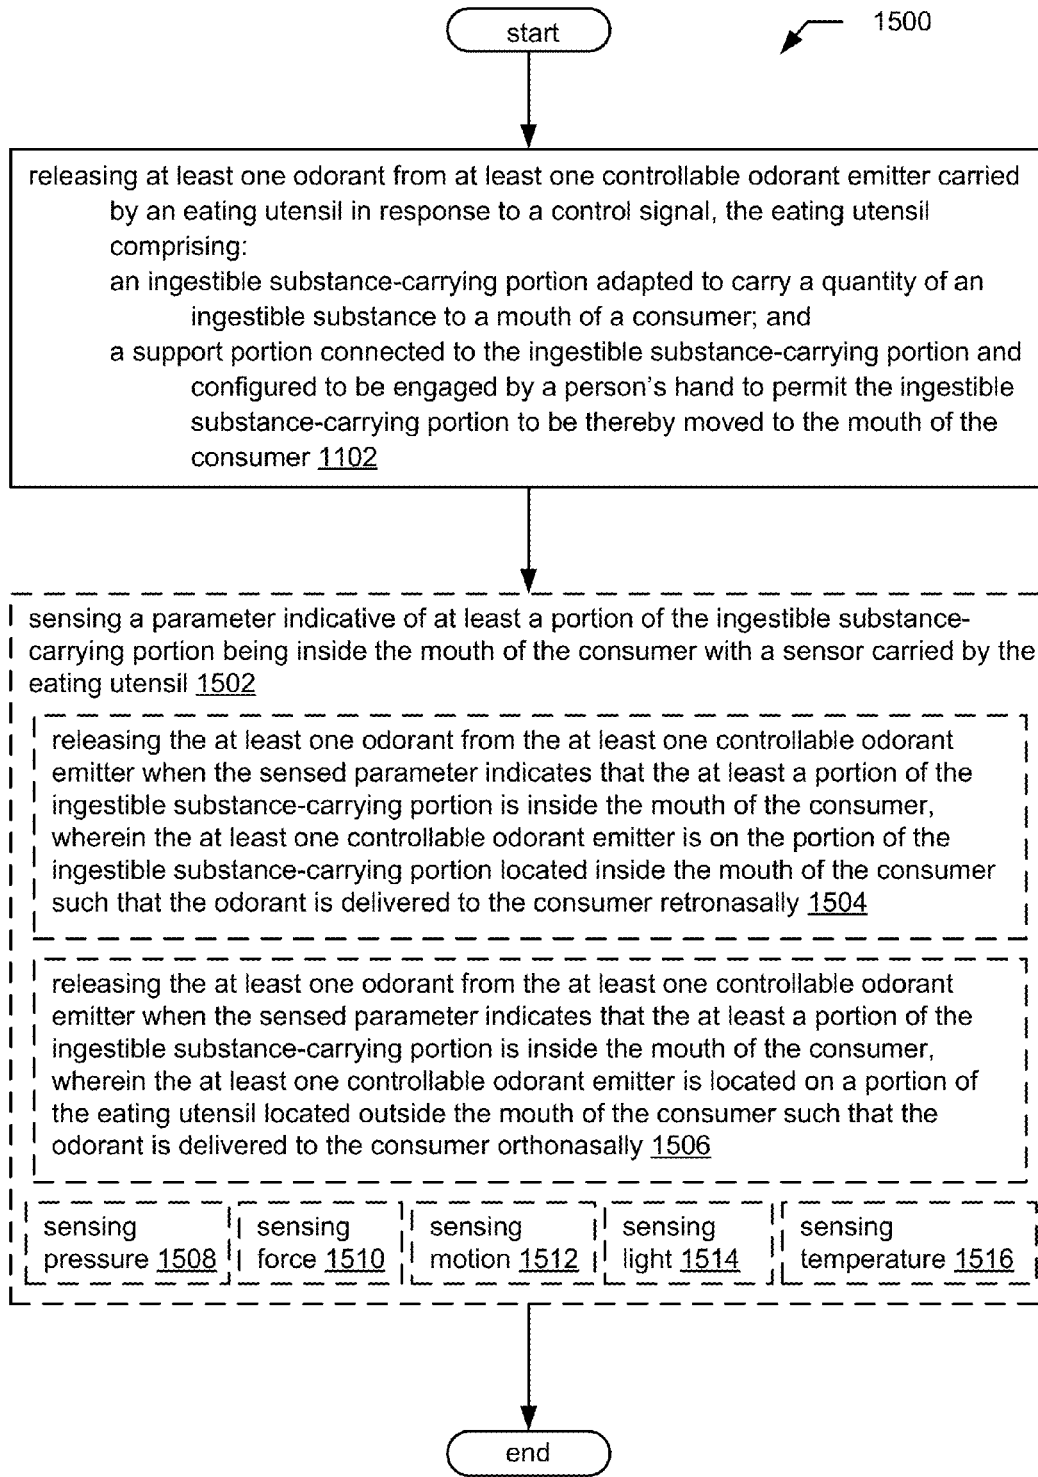 start
1500
releasing at least one odorant from at least one controllable odorant emitter carried
by an eating utensil in response to a control signal, the eating utensil
comprising:
an ingestible substance-carrying portion adapted to carry a quantity of an
ingestible substance to a mouth of a consumer; and
a support portion connected to the ingestible substance-carrying portion and
configured to be engaged by a person's hand to permit the ingestible
substance-carrying portion to be thereby moved to the mouth of the
consumer 1102
sensing a parameter indicative of at least a portion of the ingestible substance-
carrying portion being inside the mouth of the consumer with a sensor carried by the
eating utensil 1502
releasing the at least one odorant from the at least one controllable odorant
emitter when the sensed parameter indicates that the at least a portion of the
ingestible substance-carrying portion is inside the mouth of the consumer,
wherein the at least one controllable odorant emitter is on the portion of the
ingestible substance-carrying portion located inside the mouth of the consumer
such that the odorant is delivered to the consumer retronasally 1504
releasing the at least one odorant from the at least one controllable odorant
emitter when the sensed parameter indicates that the at least a portion of the
ingestible substance-carrying portion is inside the mouth of the consumer,
wherein the at least one controllable odorant emitter is located on a portion of
the eating utensil located outside the mouth of the consumer such that the
odorant is delivered to the consumer orthonasally 1506
sensing
pressure 1508
sensing
force 1510
sensing
motion 1512
sensing
light 1514
sensing
temperature 1516
end